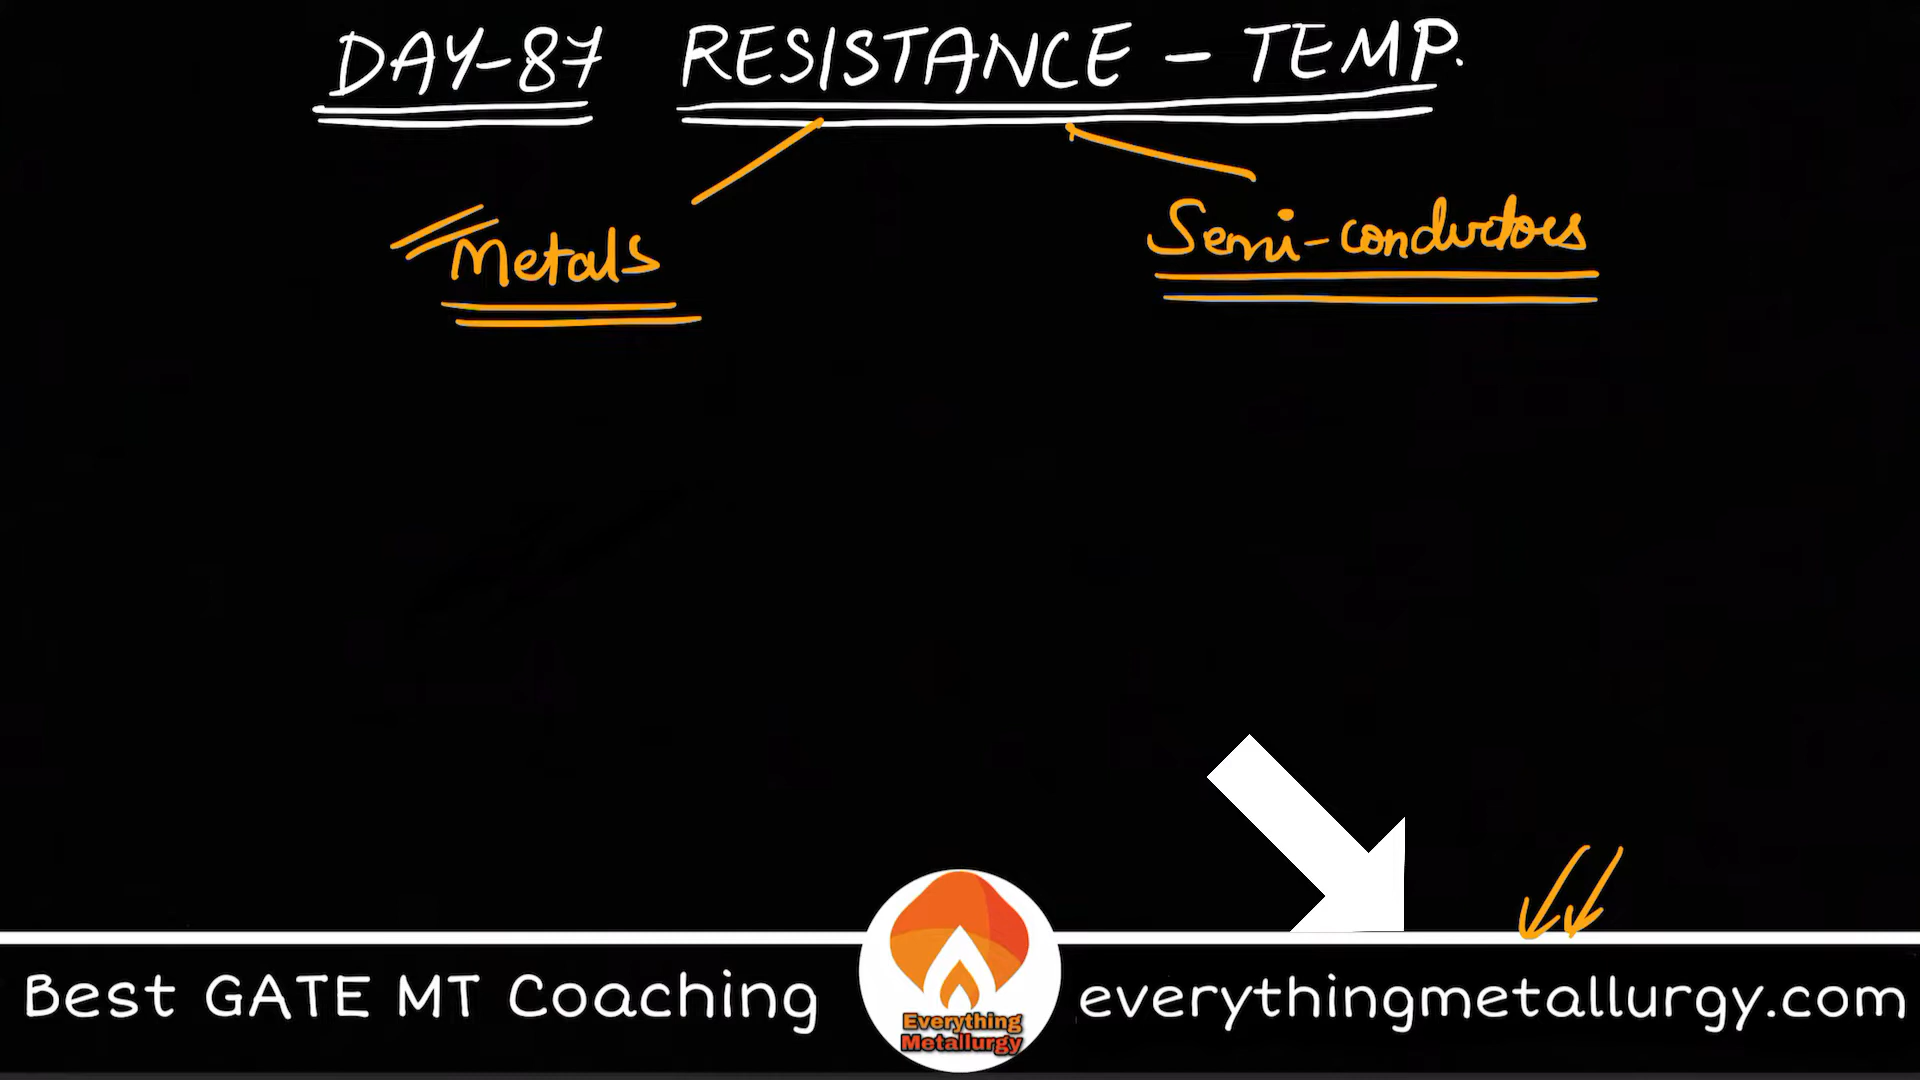 DAY-87 RESISTANCE - TEMP.
Metals
Semi-conductors
Best GATE MT Coaching
Everything
Metallurgy
everythingmetallurgy.com